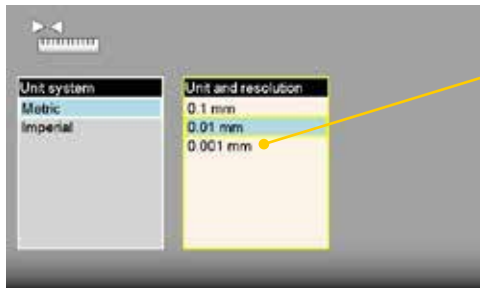 Unit system
Metric
Imperial
Unit and resolution
0.1 mm
0.01 mm
0.001 mm